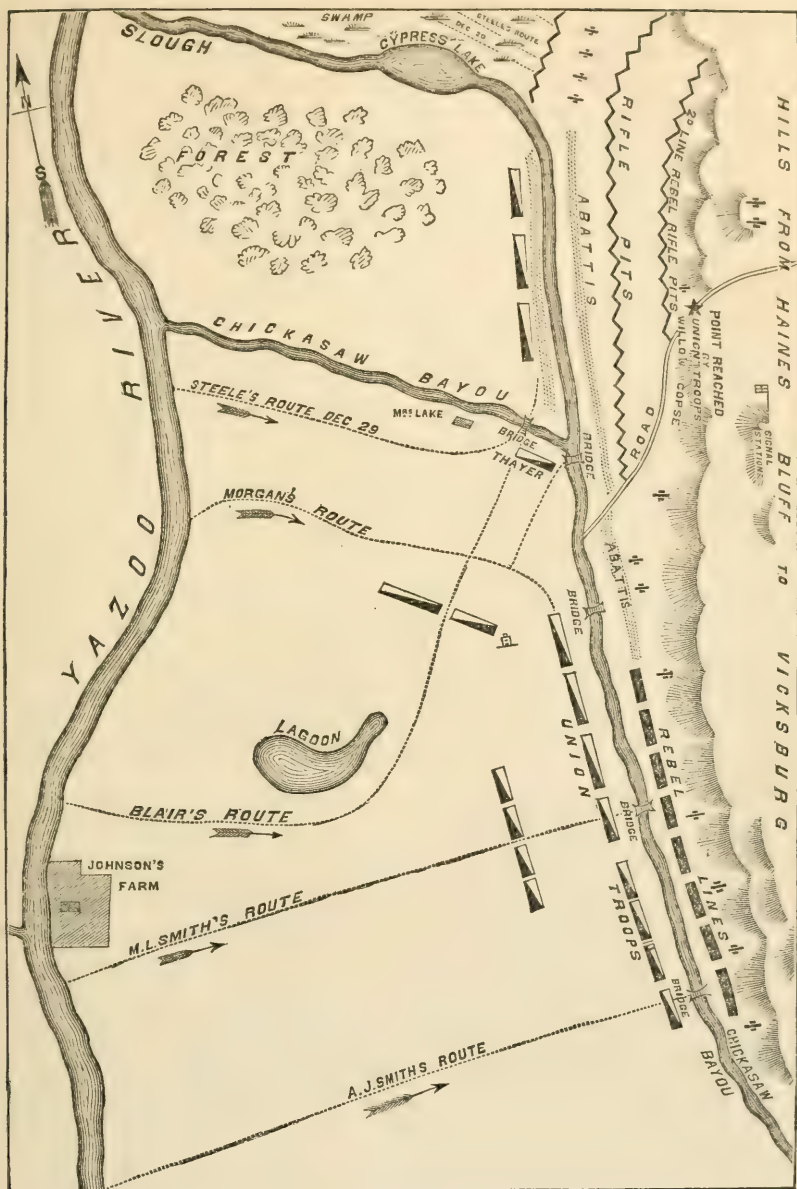 SLOUGH
SWAMP
STEELE'S ROUTE
DEC 29
CYPRESS LAKE
N
S
FOREST
ABATTIS
RIFLE PITS
2D LINE REBEL RIFLE PITS
HILLS FROM HAINES BLUFF TO VICKSBURG
POINT REACHED
BY
UNION TROOPS
WILLOW COPSE
SIGNAL
STATIONS
YAZOO RIVER
CHICKASAW BAYOU
STEELE'S ROUTE DEC 29
MRS LAKE
BRIDGE
BRIDGE
THAYER
ROAD
MORGAN'S ROUTE
ABATTIS
BRIDGE
UNION TROOPS
REBEL LINES
LAGOON
BLAIR'S ROUTE
BRIDGE
JOHNSON'S
FARM
M.L. SMITH'S ROUTE
BRIDGE
A.J. SMITHS ROUTE
CHICKASAW
BAYOU